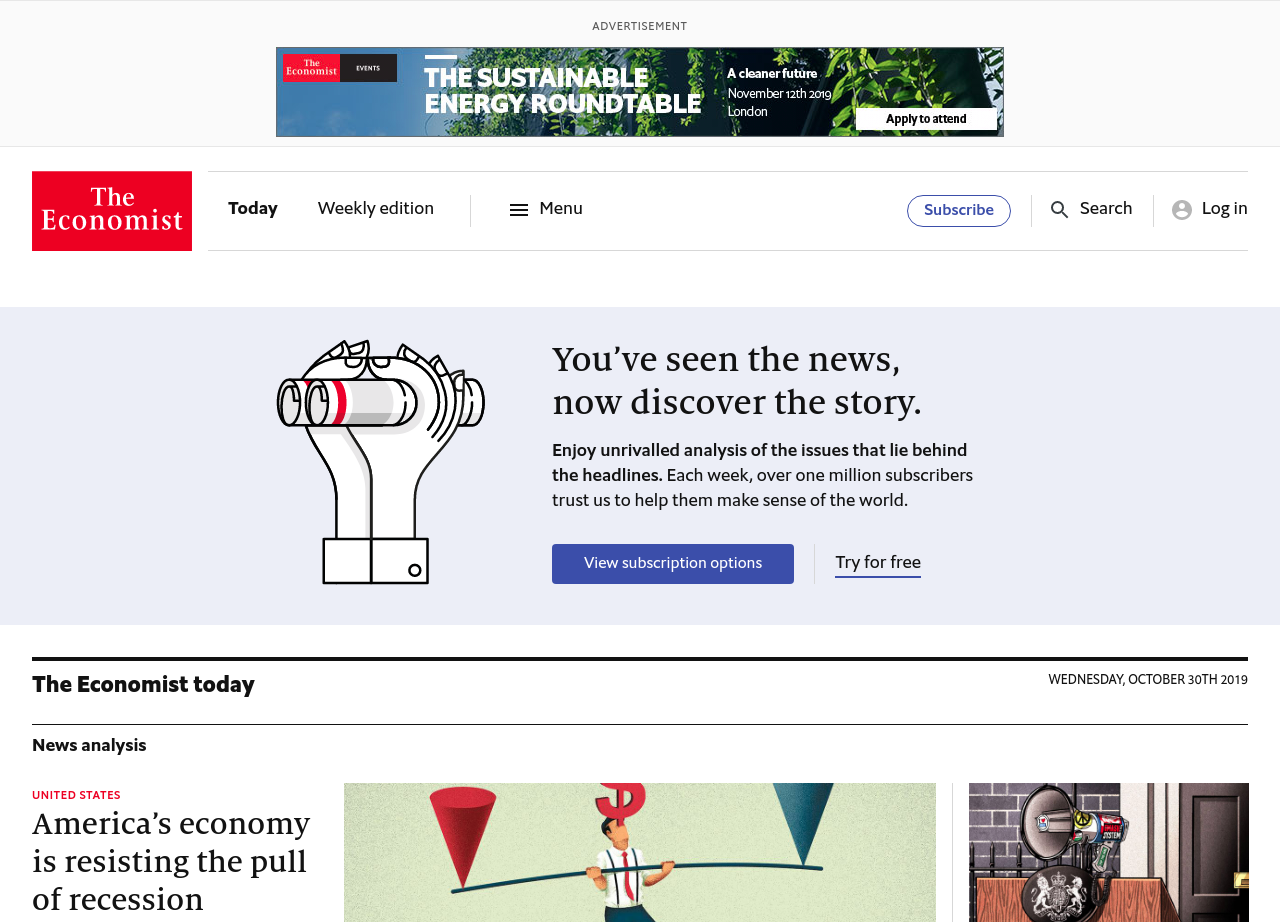 ADVERTISEMENT
The
Economist
EVENTS
THE SUSTAINABLE
ENERGY ROUNDTABLE
A cleaner future
November 12th 2019
London
Apply to attend
The
Economist
Today
Weekly edition
Menu
Subscribe
Search
Log in
You’ve seen the news,
now discover the story.
Enjoy unrivalled analysis of the issues that lie behind
the headlines. Each week, over one million subscribers
trust us to help them make sense of the world.
View subscription options
Try for free
The Economist today
WEDNESDAY, OCTOBER 30TH 2019
News analysis
UNITED STATES
America’s economy
is resisting the pull
of recession
$